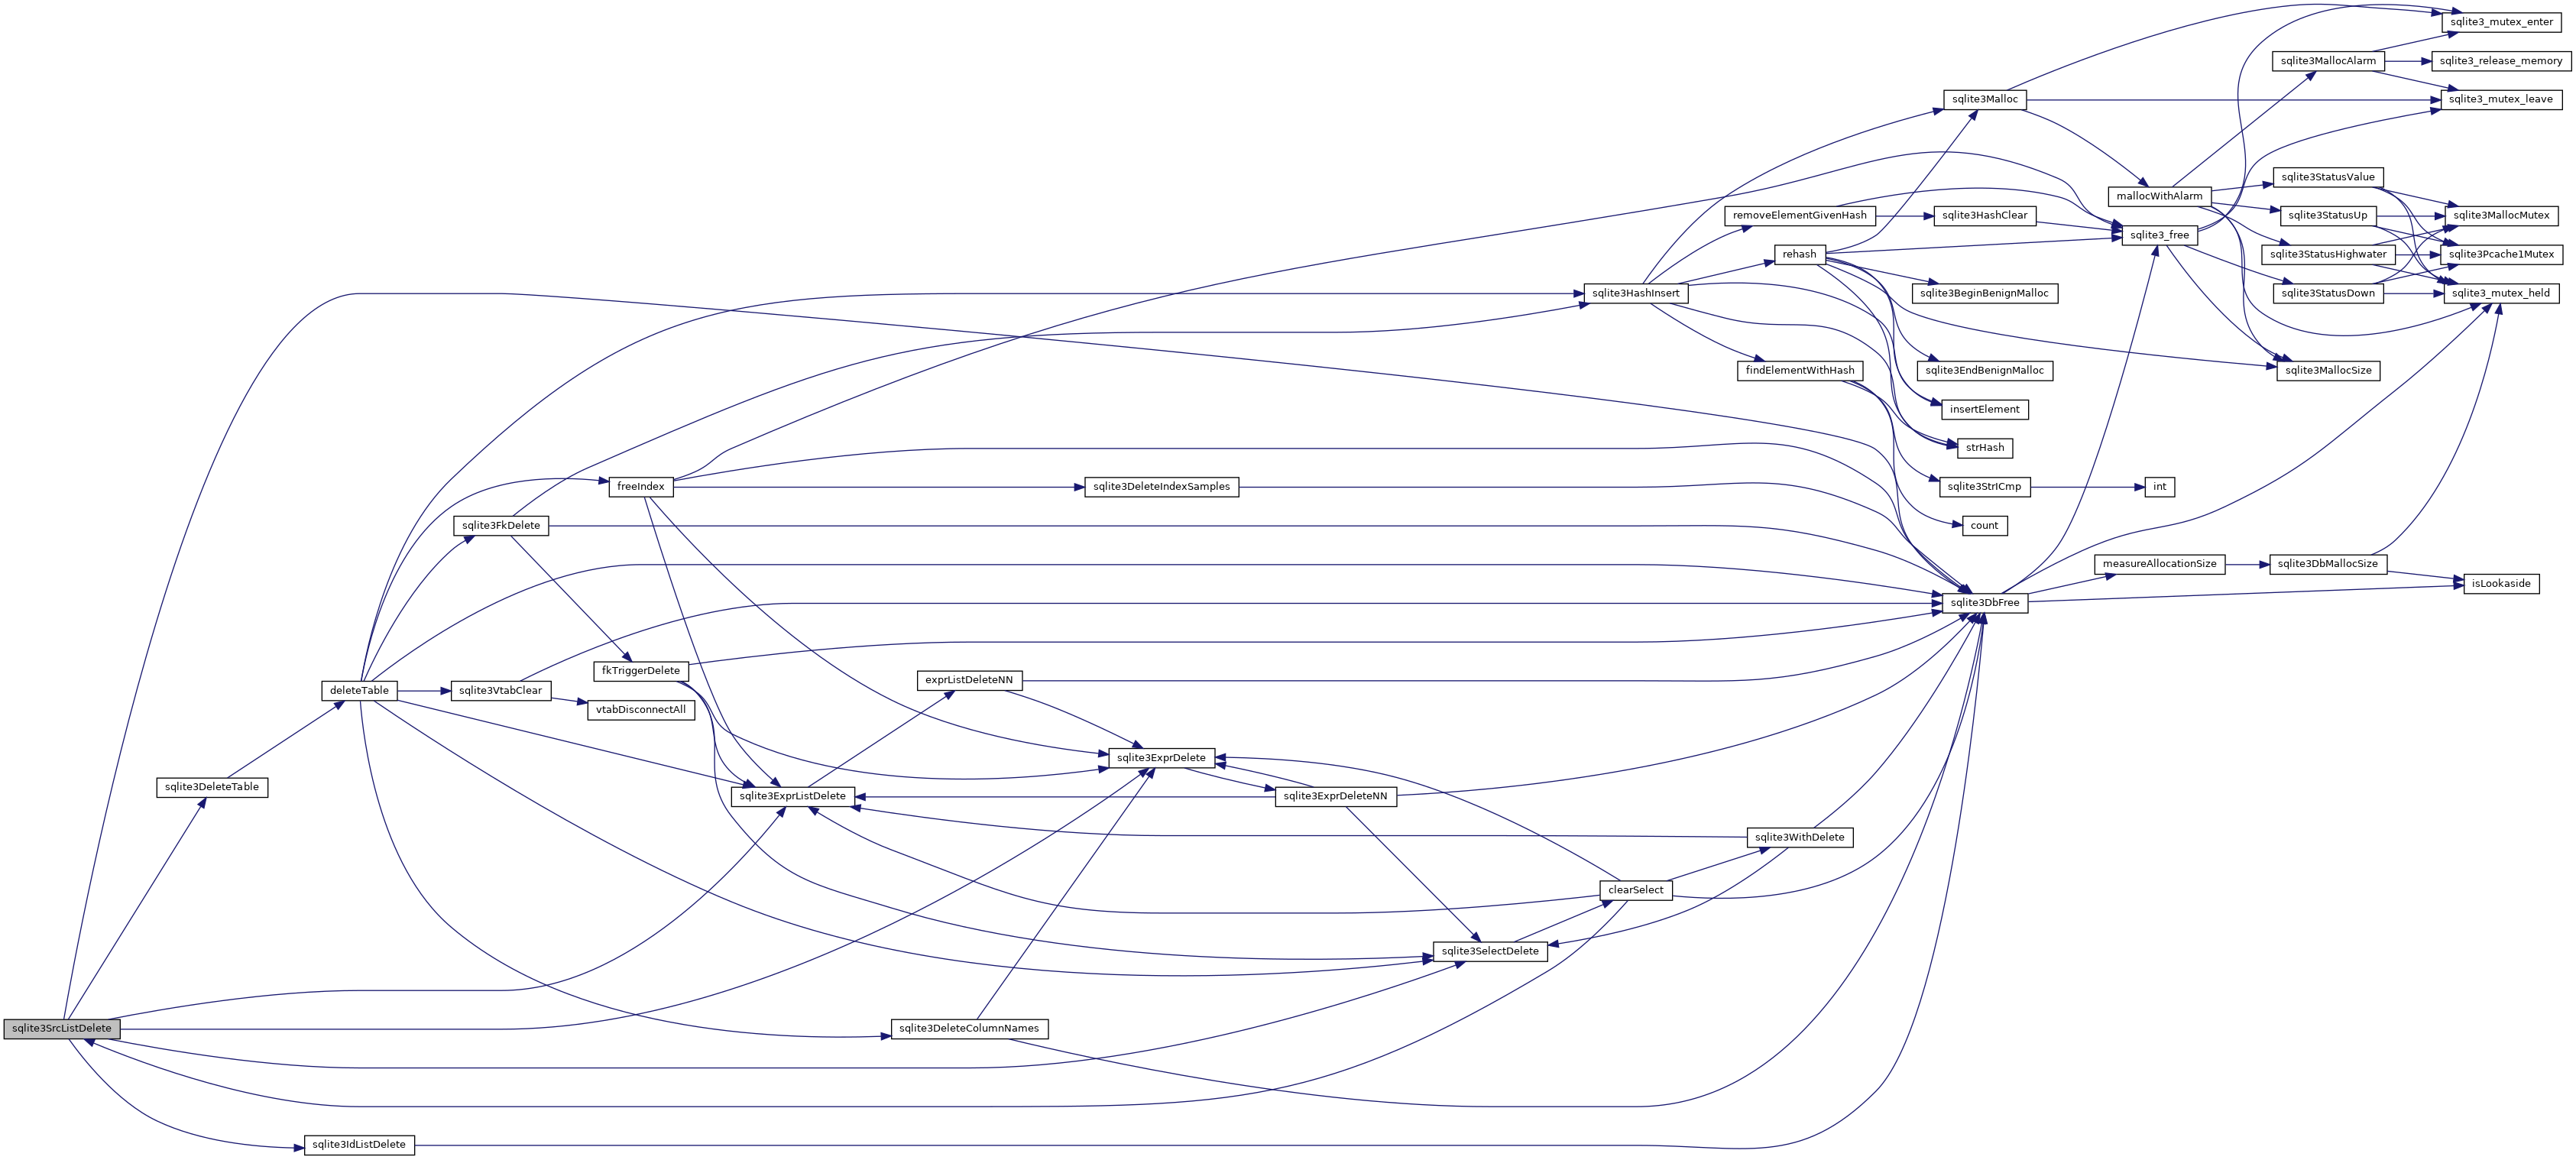 sqlite3_mutex_enter
sqlite3MallocAlarm
sqlite3_release_memory
sqlite3Malloc
sqlite3_mutex_leave
sqlite3StatusValue
mallocWithAlarm
removeElementGivenHash
sqlite3HashClear
sqlite3StatusUp
sqlite3MallocMutex
sqlite3_free
rehash
sqlite3StatusHighwater
sqlite3Pcache1Mutex
sqlite3HashInsert
sqlite3BeginBenignMalloc
sqlite3StatusDown
sqlite3_mutex_held
findElementWithHash
sqlite3EndBenignMalloc
sqlite3MallocSize
insertElement
strHash
freeIndex
sqlite3DeleteIndexSamples
sqlite3StrICmp
int
sqlite3FkDelete
count
measureAllocationSize
sqlite3DbMallocSize
isLookaside
sqlite3DbFree
fkTriggerDelete
exprListDeleteNN
deleteTable
sqlite3VtabClear
vtabDisconnectAll
sqlite3ExprDelete
sqlite3DeleteTable
sqlite3ExprListDelete
sqlite3ExprDeleteNN
sqlite3WithDelete
clearSelect
sqlite3SelectDelete
sqlite3SrcListDelete
sqlite3DeleteColumnNames
sqlite3IdListDelete